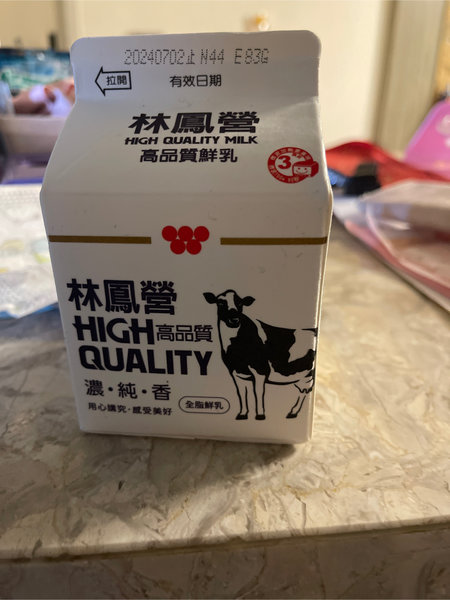 20240702止 N44 E83G
拉開
有效日期
林鳳營
HIGH QUALITY MILK
高品質鮮乳
3
林鳳營
HIGH 高品質
QUALITY
濃·純·香
用心講究·感受美好
全脂鮮乳